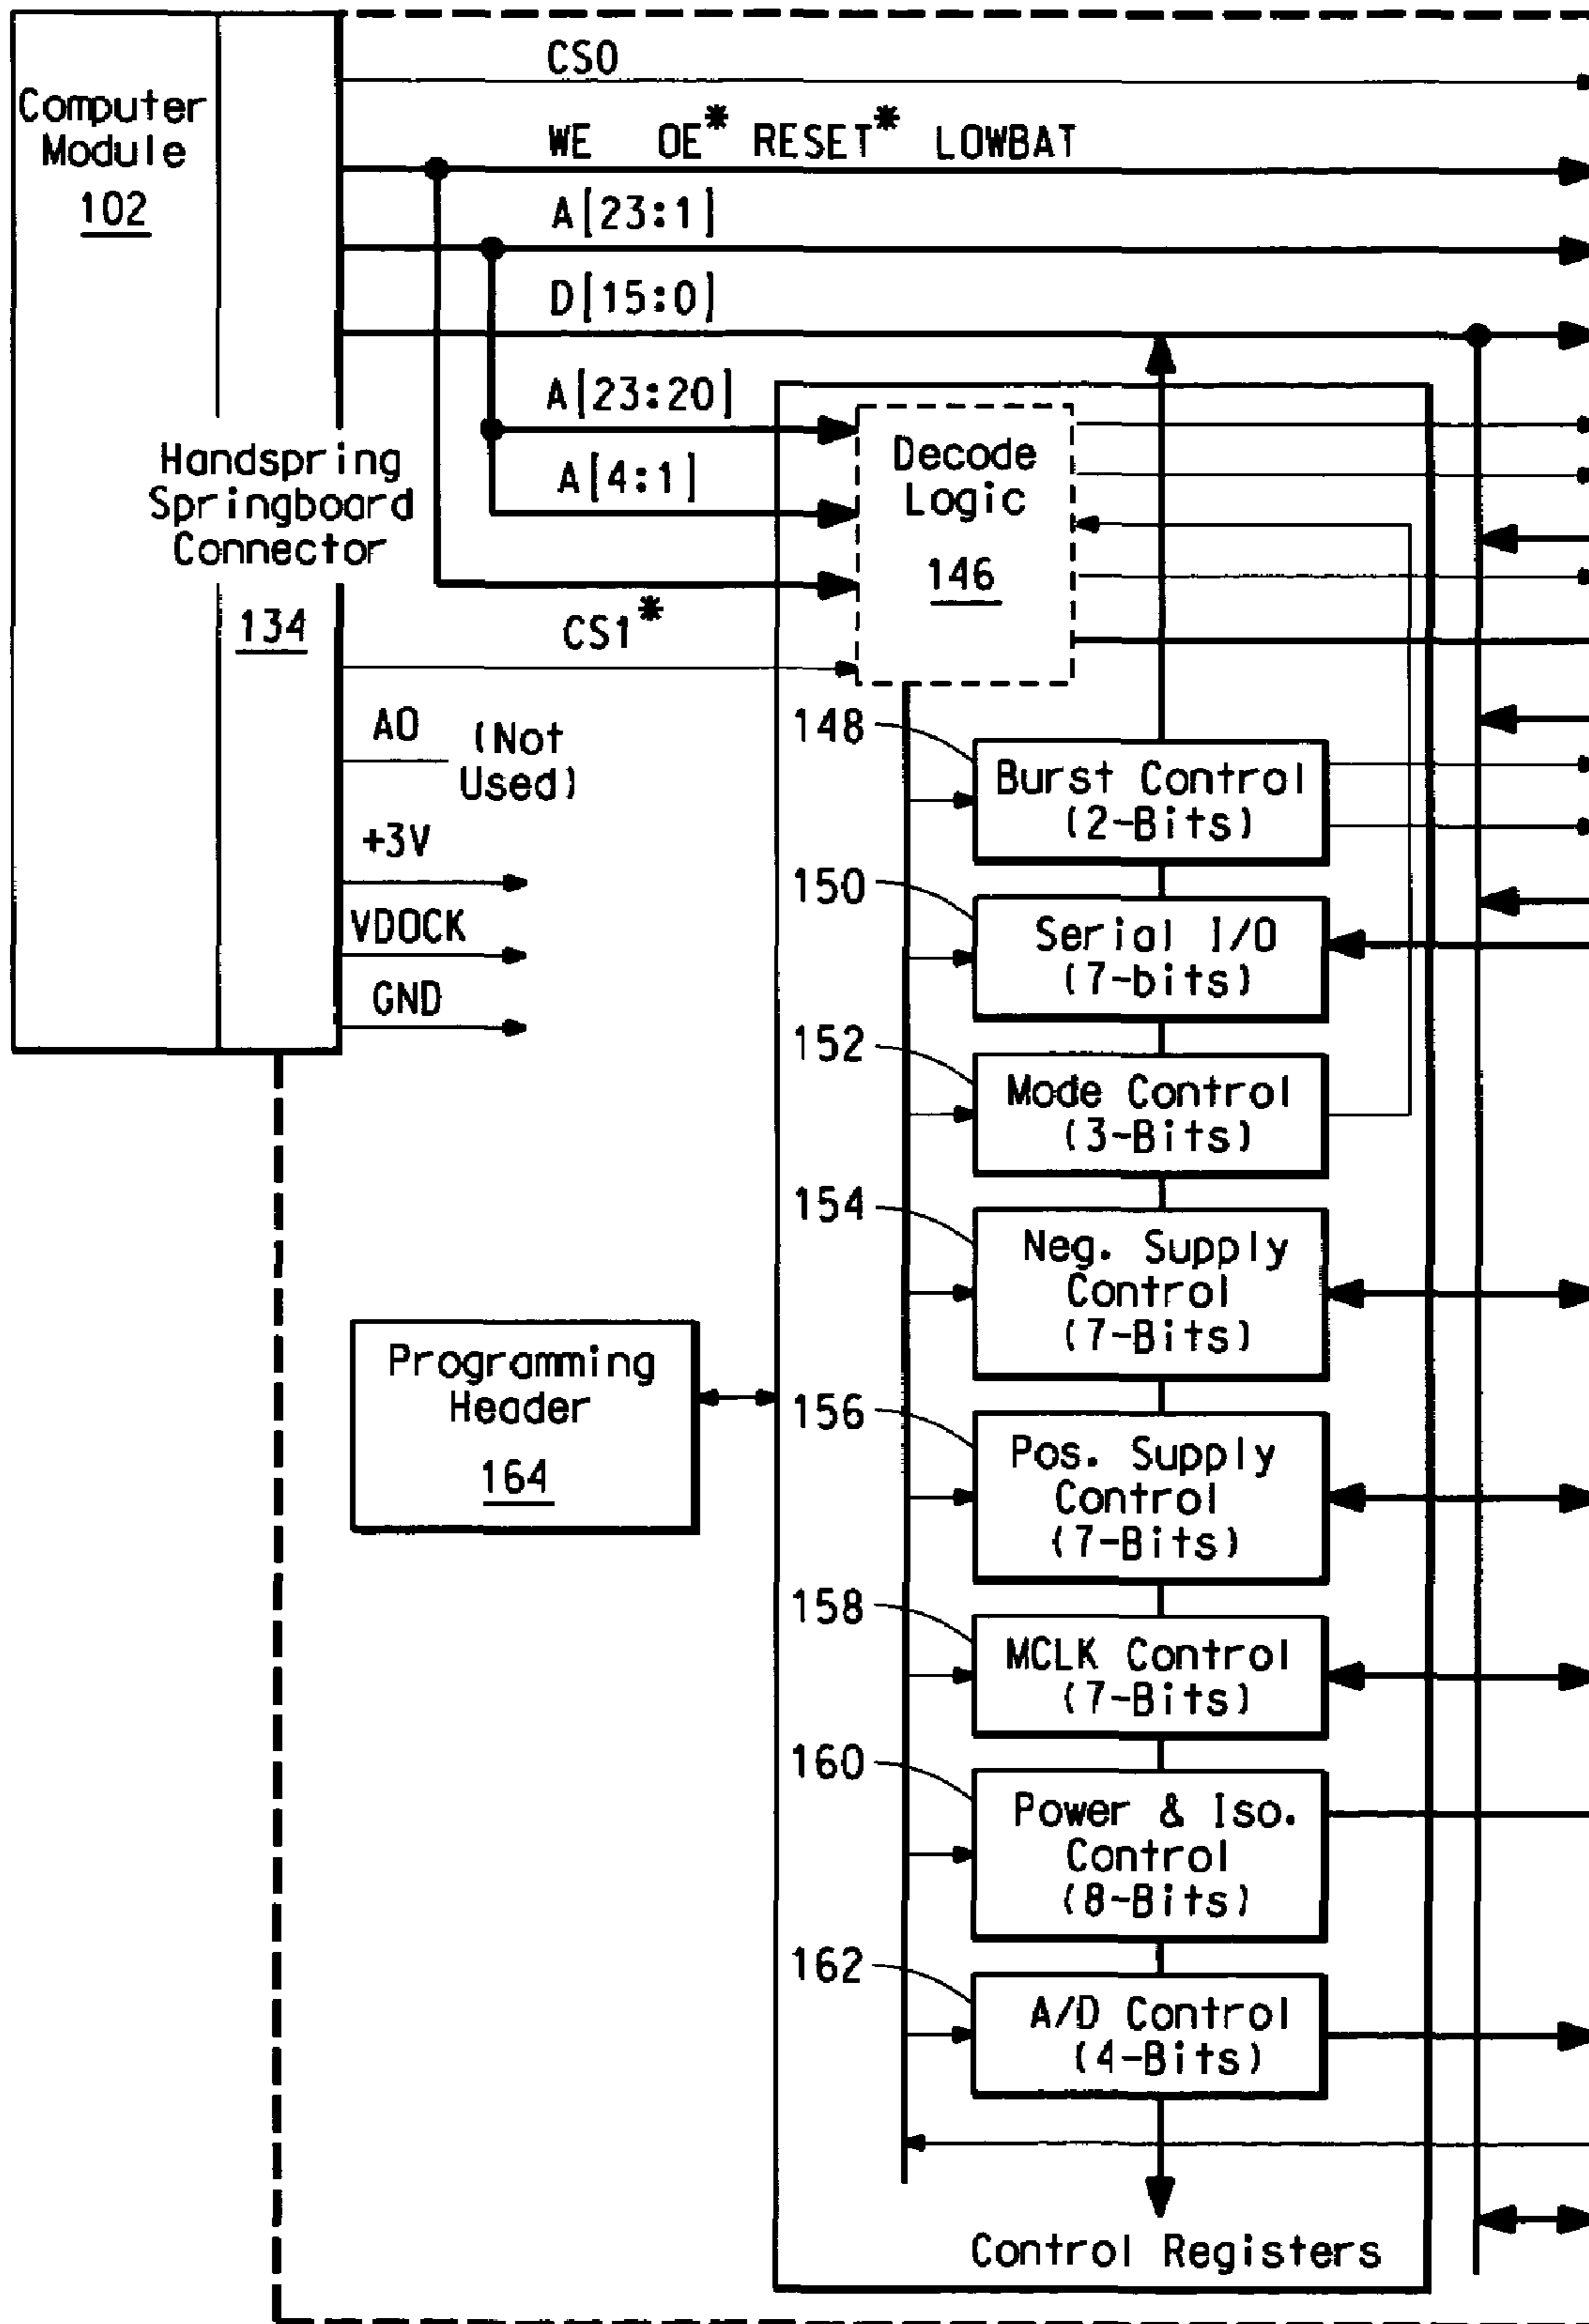 CS0
Computer
Module
102
WE OE* RESET* LOWBAT
A[23:1]
D[15:0]
A[23:20]
A[4:1]
Handspring
Springboard
Connector
134
Decode
Logic
146
CS1*
A0 (Not
Used)
+3V
VDOCK
GND
148
Burst Control
(2-Bits)
150
Serial I/O
(7-bits)
152
Mode Control
(3-Bits)
154
Neg. Supply
Control
(7-Bits)
Programming
Header
164
156
Pos. Supply
Control
(7-Bits)
158
MCLK Control
(7-Bits)
160
Power & Iso.
Control
(8-Bits)
162
A/D Control
(4-Bits)
Control Registers